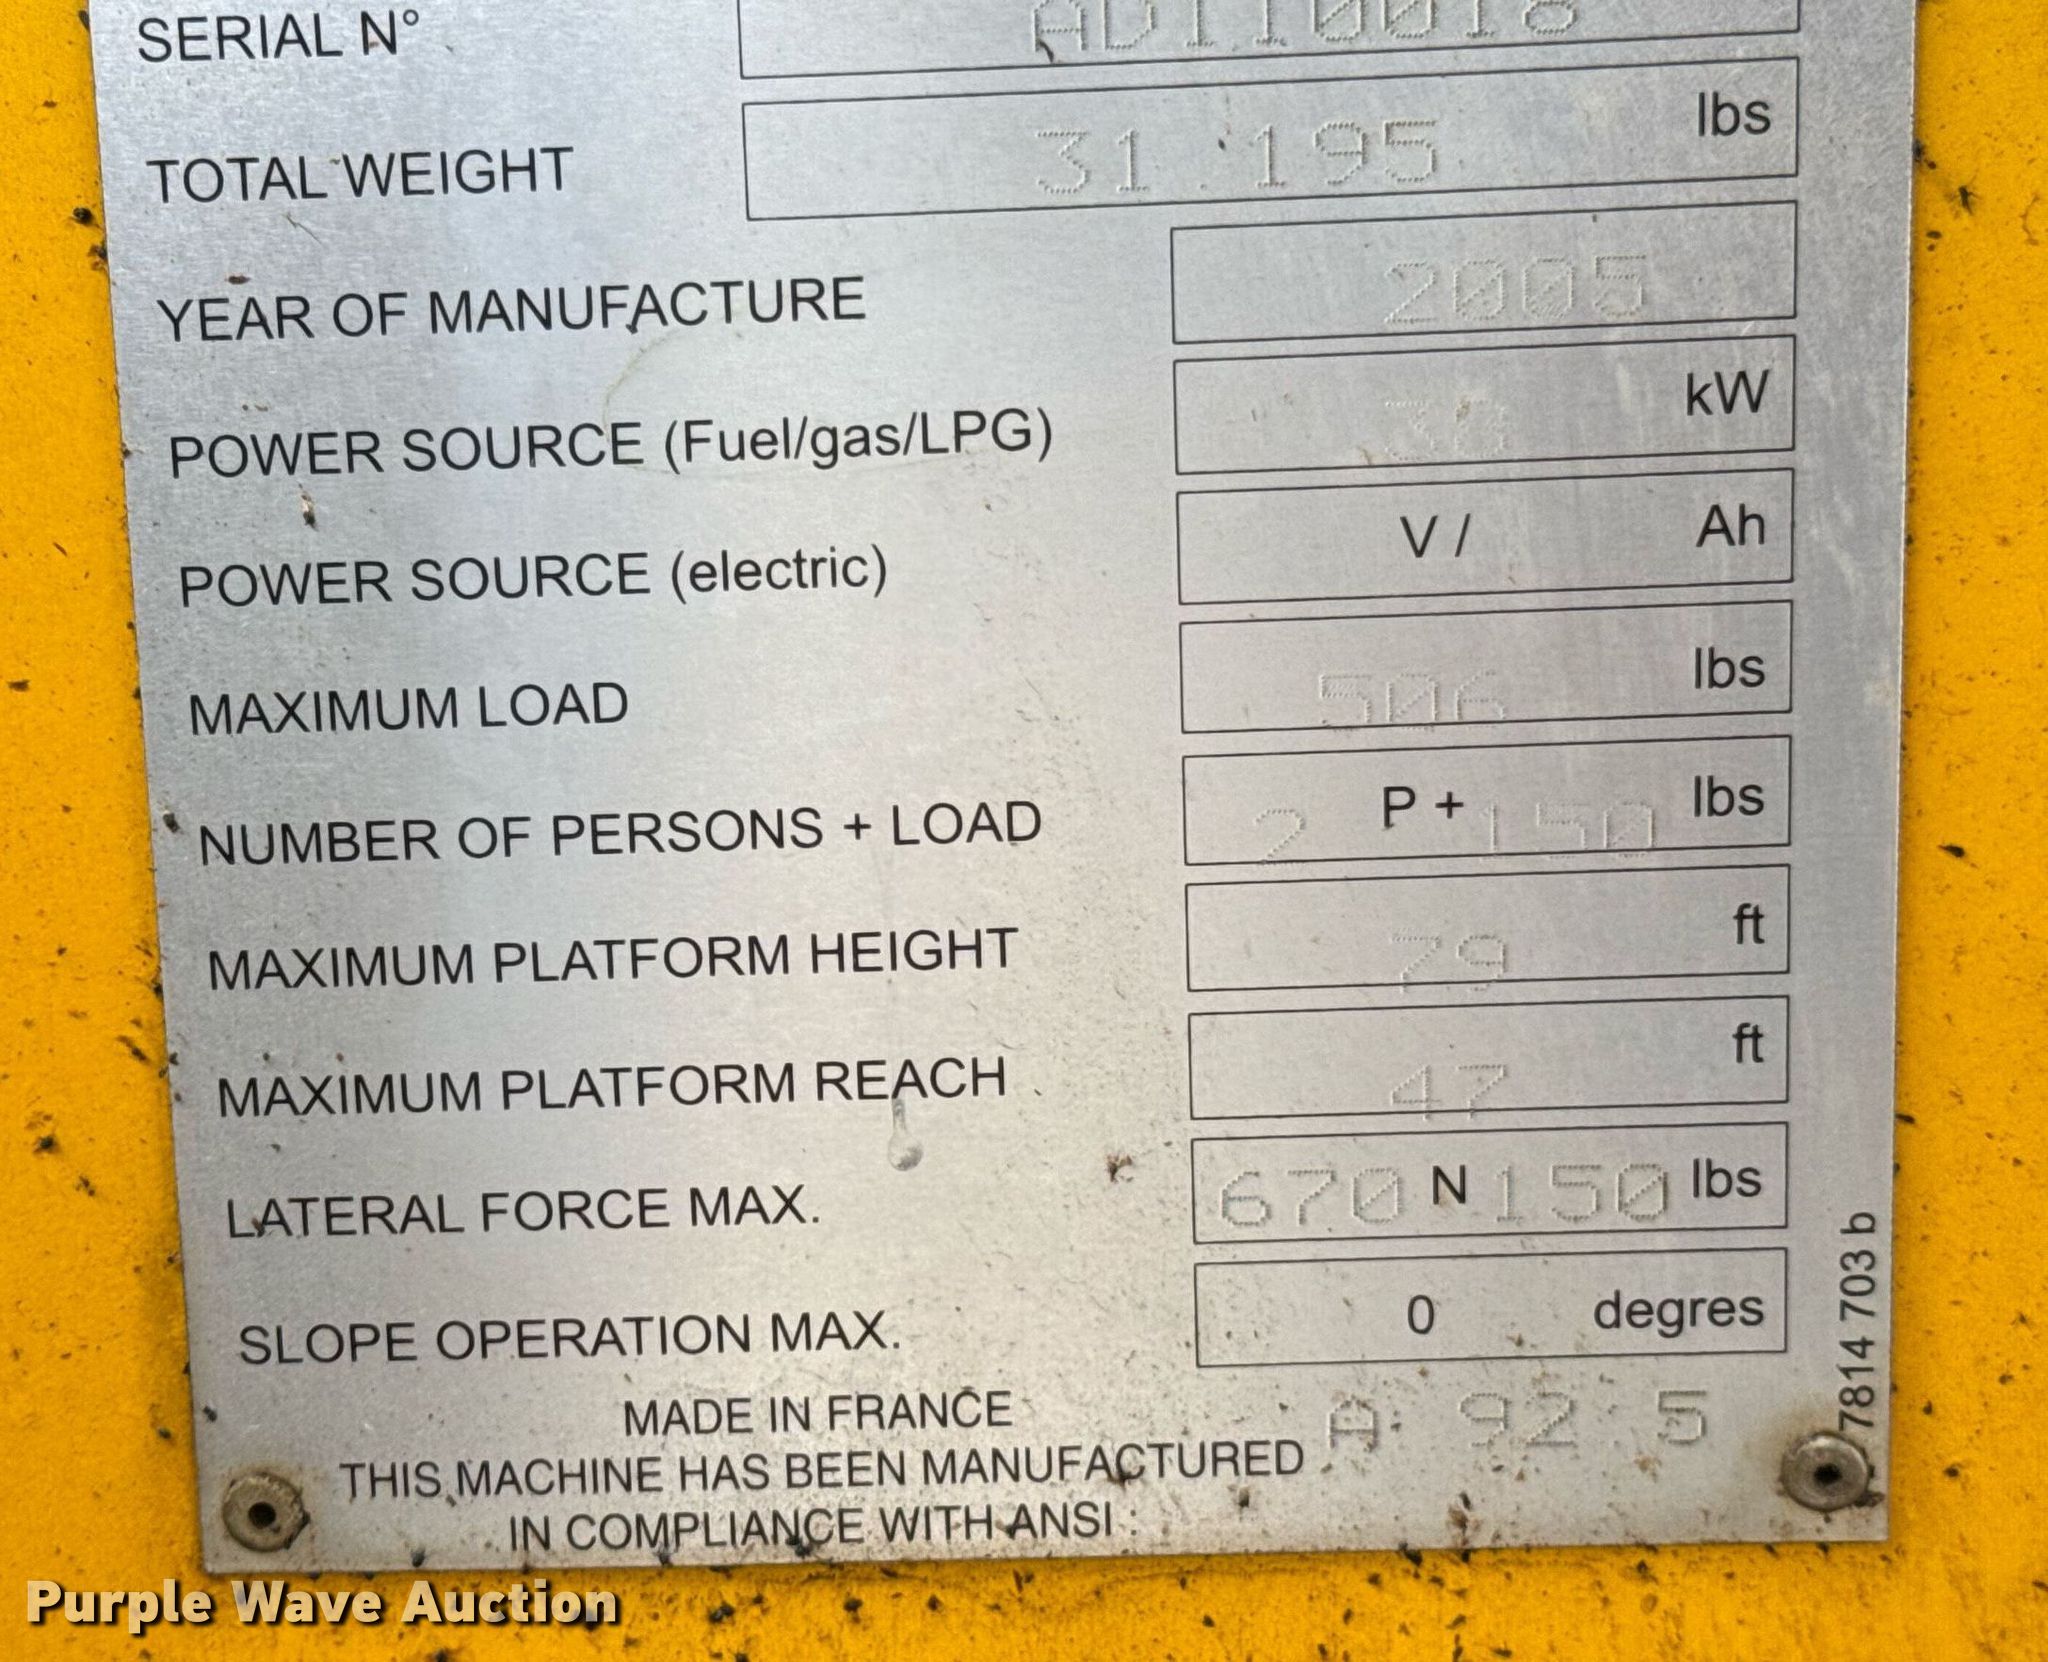 SERIAL N° AD110018
TOTAL WEIGHT 31.195 lbs
YEAR OF MANUFACTURE 2005
POWER SOURCE (Fuel/gas/LPG) 38 kW
POWER SOURCE (electric) V / Ah
MAXIMUM LOAD 506 lbs
NUMBER OF PERSONS + LOAD 2 P + 150 lbs
MAXIMUM PLATFORM HEIGHT 79 ft
MAXIMUM PLATFORM REACH 47 ft
LATERAL FORCE MAX. 670 N 150 lbs
SLOPE OPERATION MAX. 0 degres
MADE IN FRANCE
THIS MACHINE HAS BEEN MANUFACTURED
IN COMPLIANCE WITH ANSI :
A 92.5
7814 703 b
Purple Wave Auction